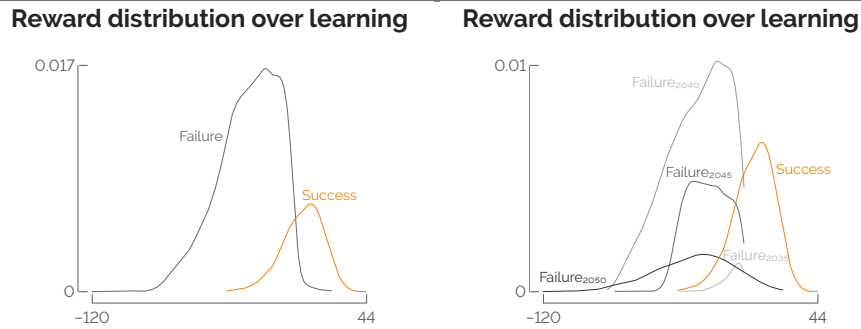 Reward distribution over learning
0.017
Failure
Success
0
−120
44
Reward distribution over learning
0.01
Failure₂₀₄₀
Failure₂₀₄₅
Success
Failure₂₀₃₅
Failure₂₀₅₀
0
−120
44